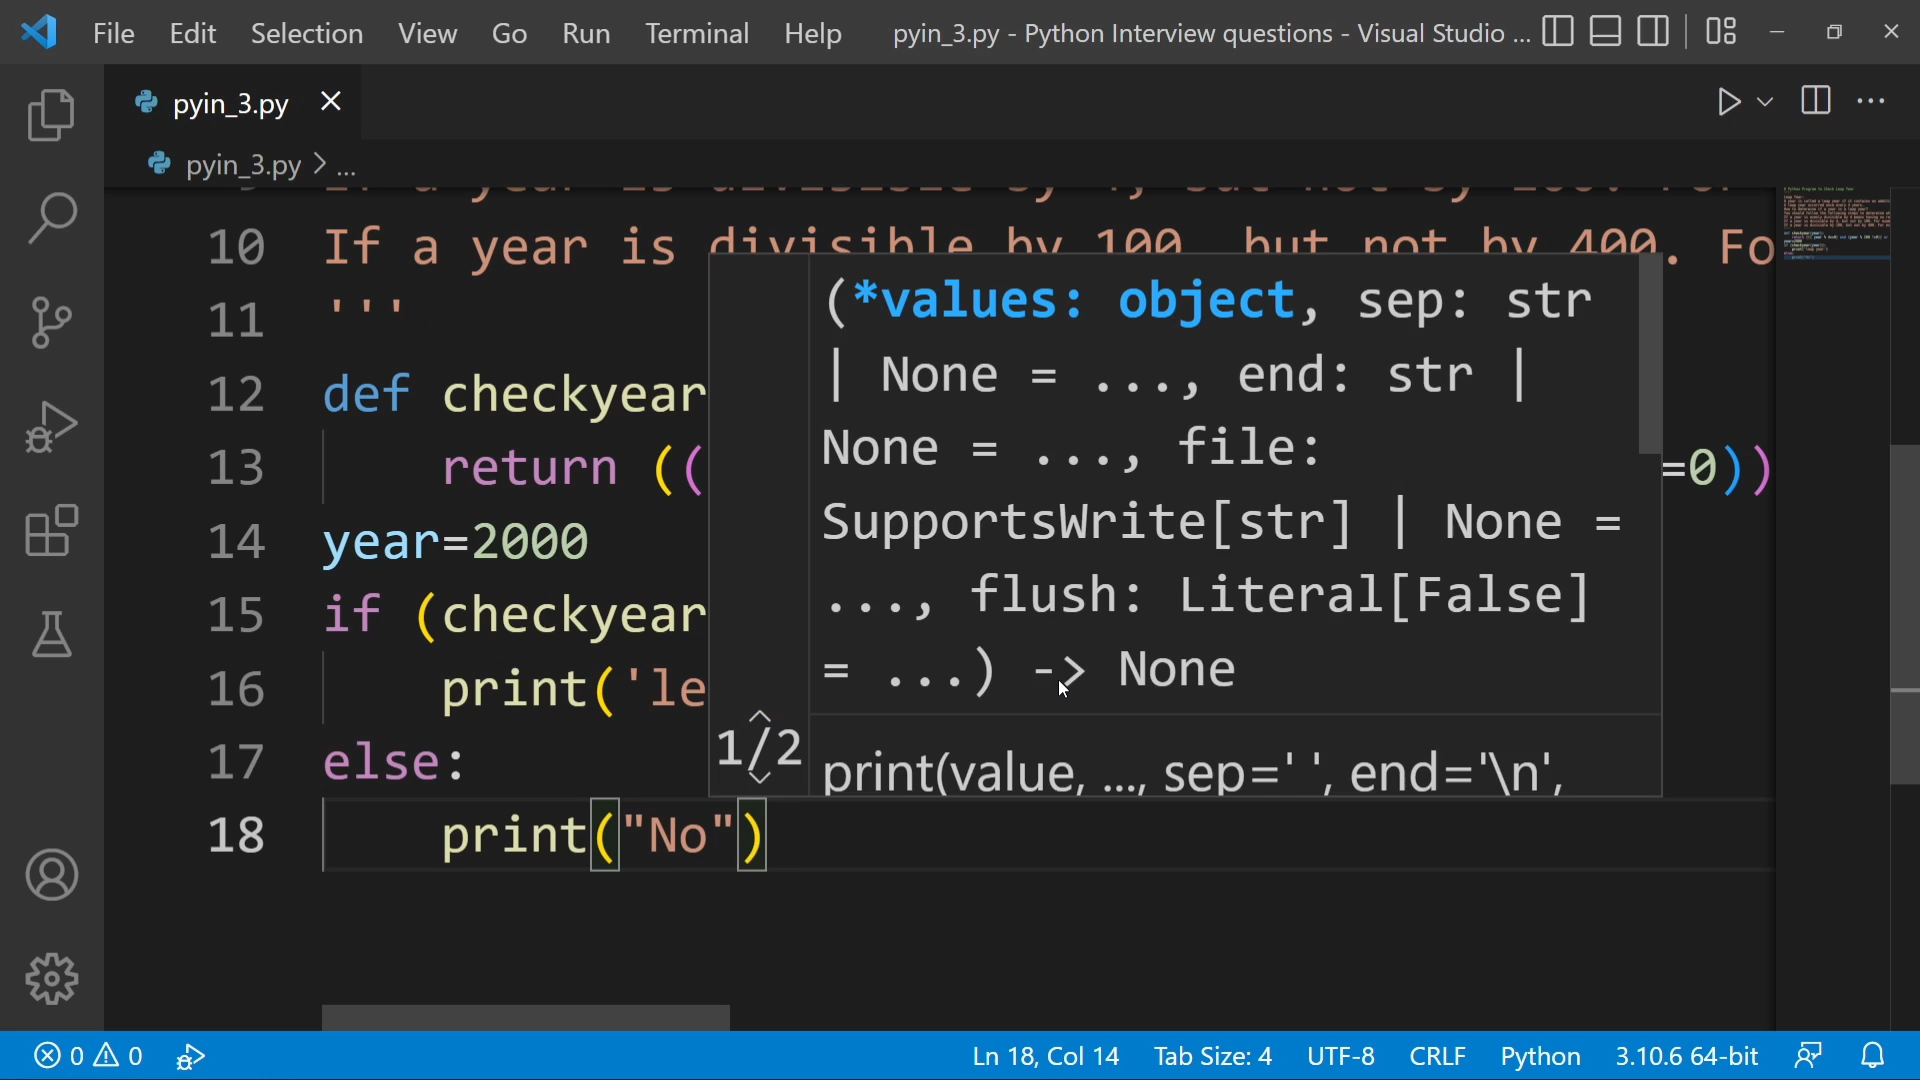 File Edit Selection View Go Run Terminal Help pyin_3.py - Python Interview questions - Visual Studio ...
pyin_3.py
pyin_3.py > ...
10 If a year is divisible by 100, but not by 400. Fo
11 '''
12 def checkyear
13 return (( =0))
14 year=2000
15 if (checkyear
16 print('le
17 else:
18 print("No")
(*values: object, sep: str
| None = ..., end: str |
None = ..., file:
SupportsWrite[str] | None =
..., flush: Literal[False]
= ...) -> None
1/2
print(value, ..., sep=' ', end='\n',
0 0 Ln 18, Col 14 Tab Size: 4 UTF-8 CRLF Python 3.10.6 64-bit